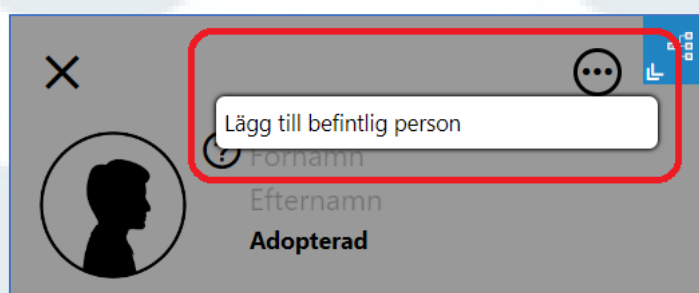 Lägg till befintlig person
Förnamn
Efternamn
Adopterad